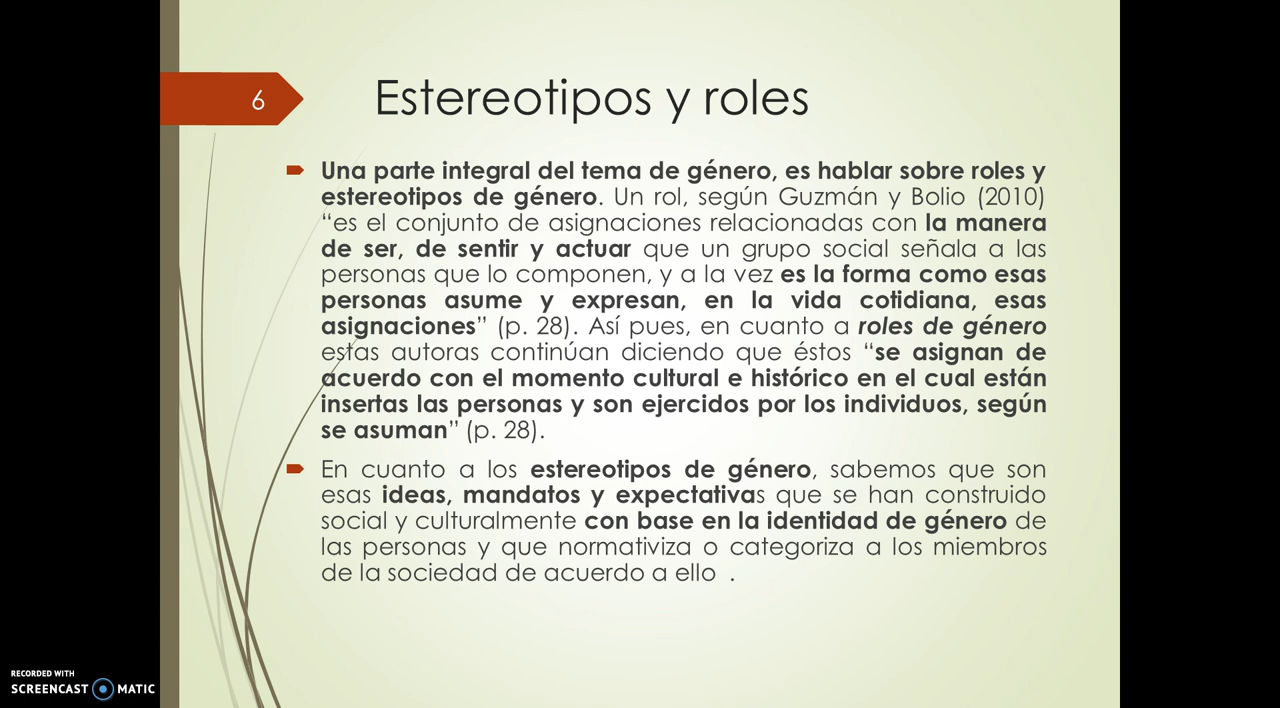 6
Estereotipos y roles
Una parte integral del tema de género, es hablar sobre roles y
estereotipos de género. Un rol, según Guzmán y Bolio (2010)
“es el conjunto de asignaciones relacionadas con la manera
de ser, de sentir y actuar que un grupo social señala a las
personas que lo componen, y a la vez es la forma como esas
personas asume y expresan, en la vida cotidiana, esas
asignaciones” (p. 28). Así pues, en cuanto a roles de género
estas autoras continúan diciendo que éstos “se asignan de
acuerdo con el momento cultural e histórico en el cual están
insertas las personas y son ejercidos por los individuos, según
se asuman” (p. 28).
En cuanto a los estereotipos de género, sabemos que son
esas ideas, mandatos y expectativas que se han construido
social y culturalmente con base en la identidad de género de
las personas y que normativiza o categoriza a los miembros
de la sociedad de acuerdo a ello .
RECORDED WITH
SCREENCAST MATIC